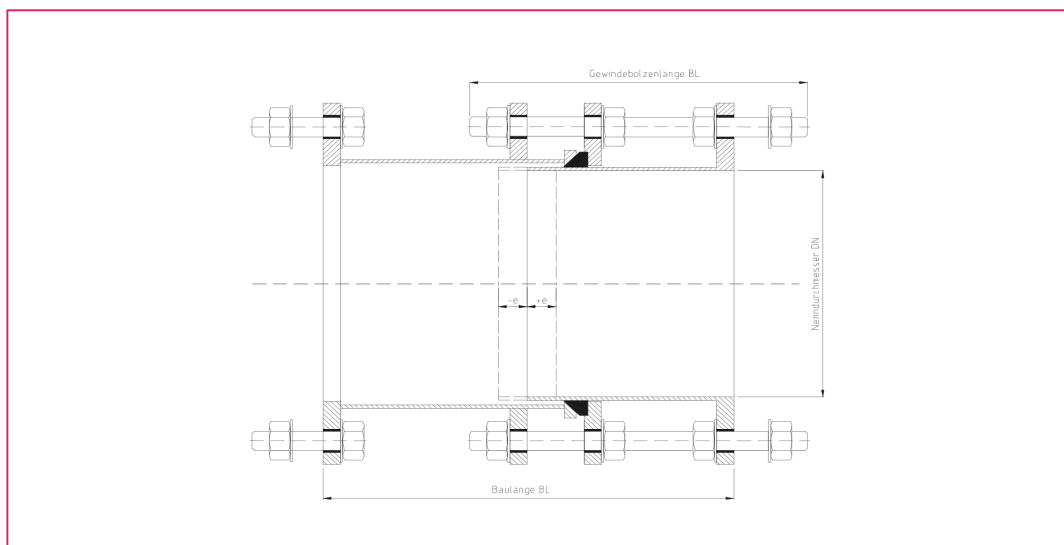 Gewindebolzenlänge BL
Nenndurchmesser DN
-e
+e
Baulänge BL